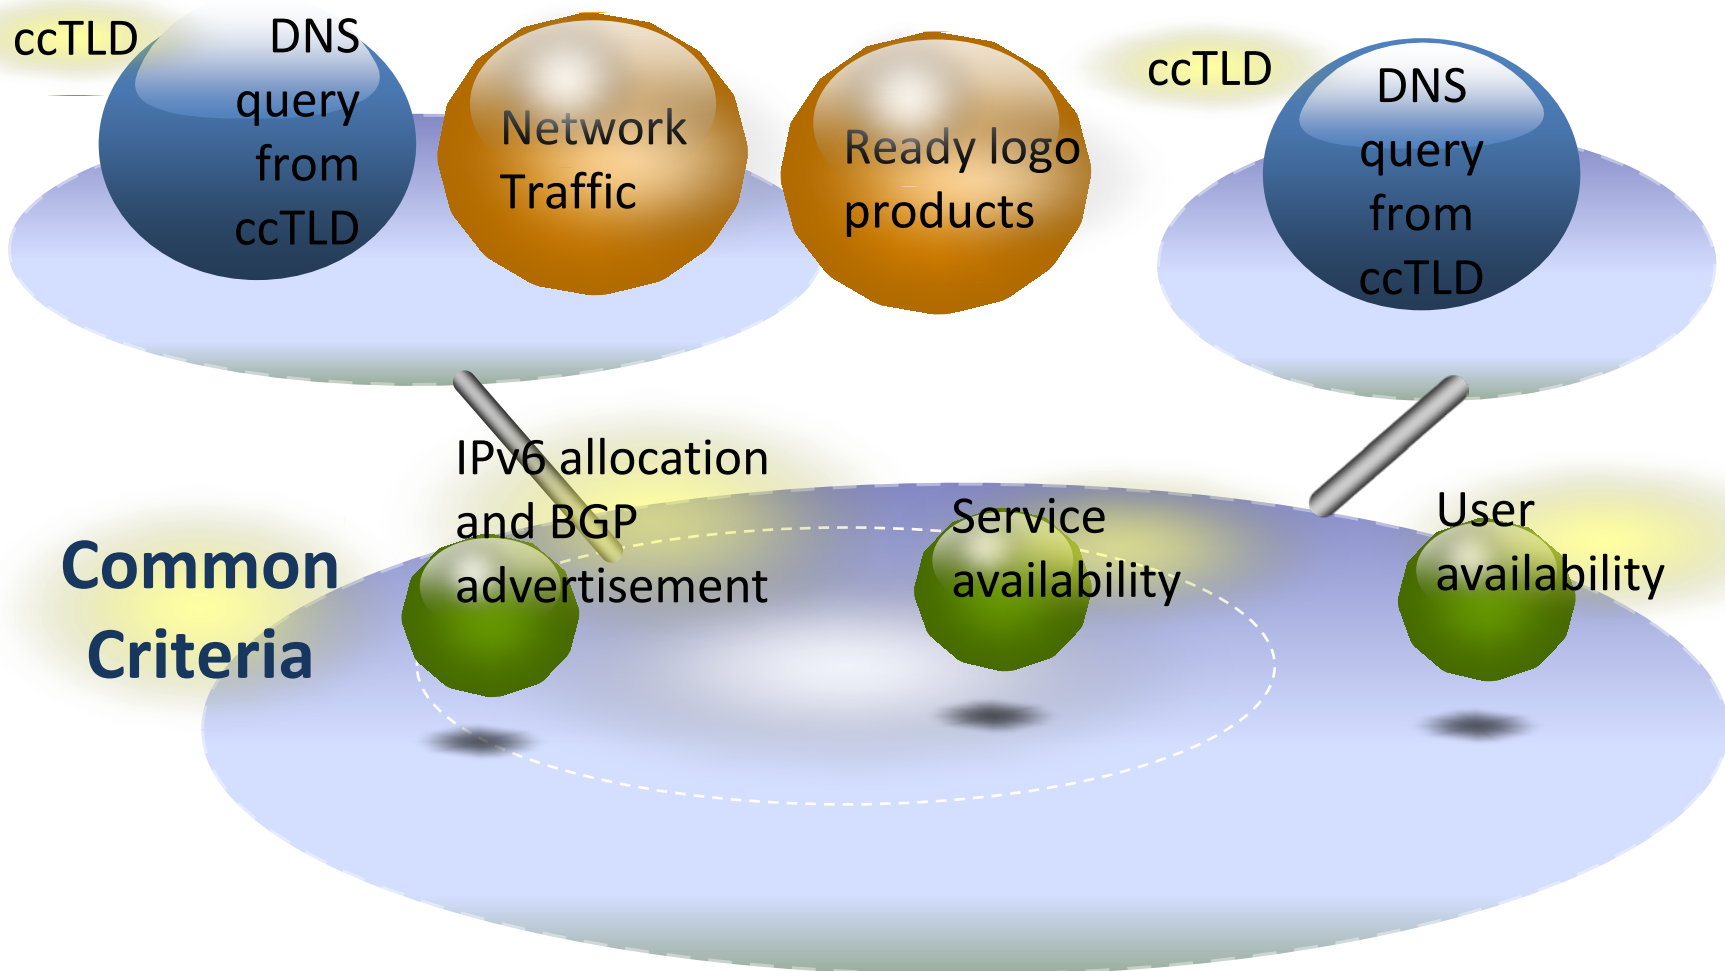 ccTLD
DNS
query
from
ccTLD
Network
Traffic
Ready logo
products
ccTLD
DNS
query
from
ccTLD
IPv6 allocation
and BGP
advertisement
Service
availability
User
availability
Common
Criteria